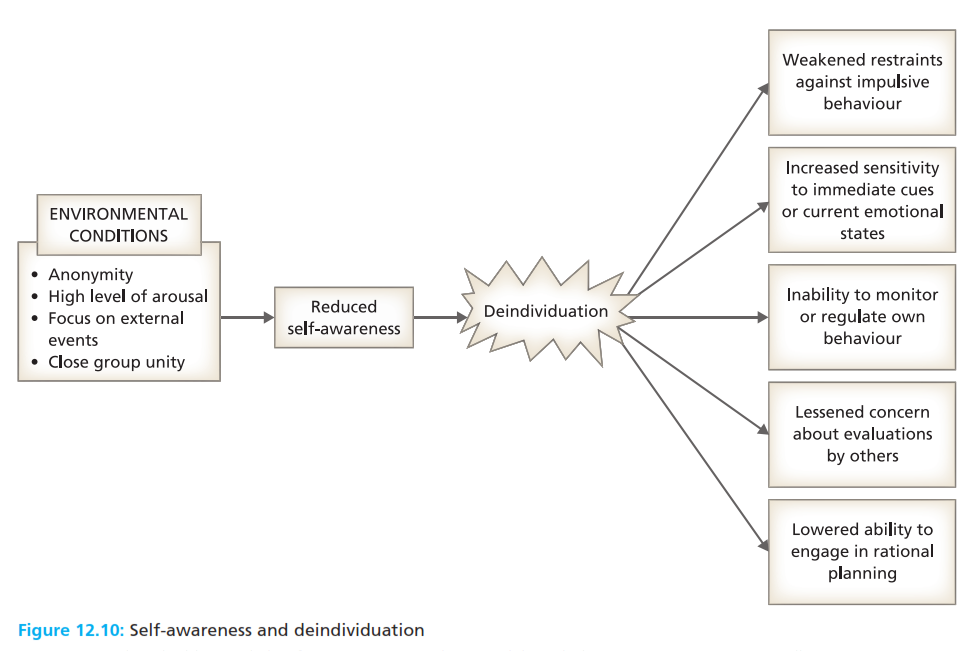 ENVIRONMENTAL
CONDITIONS
• Anonymity
• High level of arousal
• Focus on external
events
• Close group unity
Reduced
self-awareness
Deindividuation
Weakened restraints
against impulsive
behaviour
Increased sensitivity
to immediate cues
or current emotional
states
Inability to monitor
or regulate own
behaviour
Lessened concern
about evaluations
by others
Lowered ability to
engage in rational
planning
Figure 12.10: Self-awareness and deindividuation